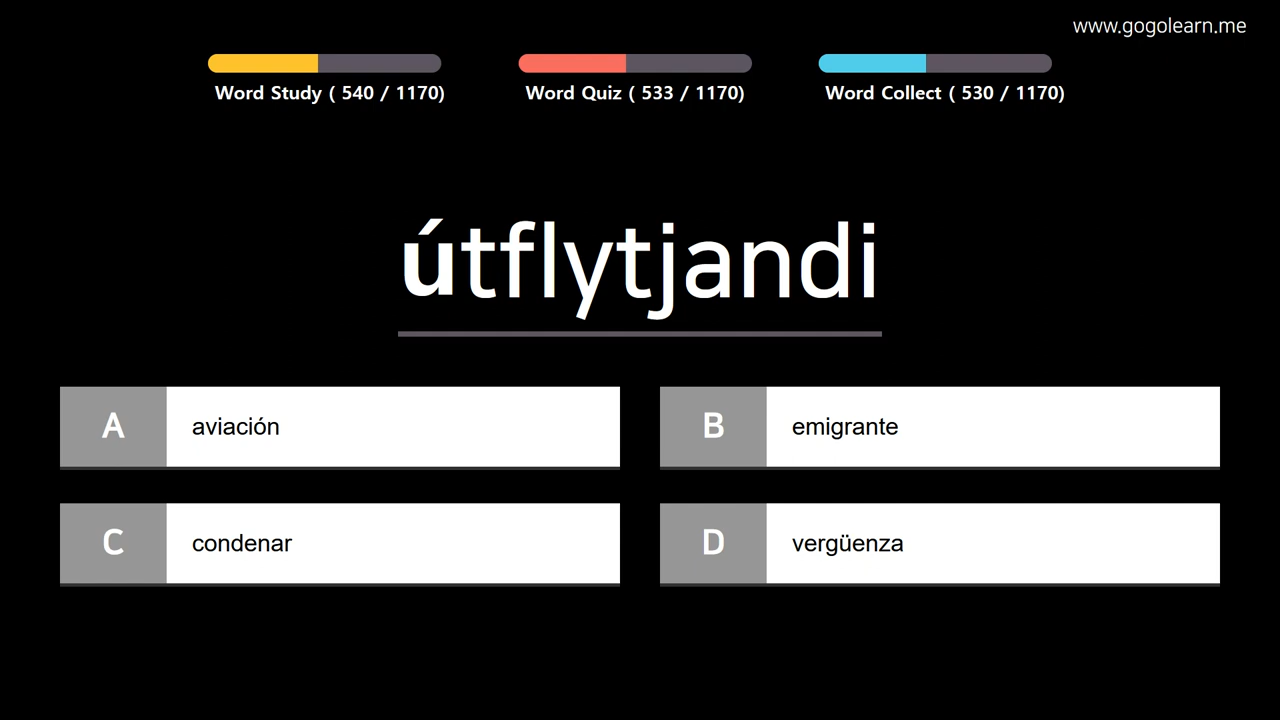 www.gogolearn.me
Word Study ( 540 / 1170)
Word Quiz ( 533 / 1170)
Word Collect ( 530 / 1170)
útflytjandi
A aviación
B emigrante
C condenar
D vergüenza